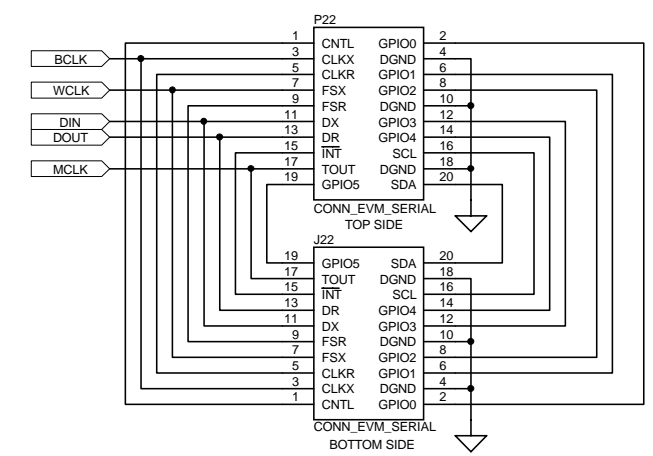 P22
1 CNTL GPIO0 2
BCLK 3 CLKX DGND 4
5 CLKR GPIO1 6
WCLK 7 FSX GPIO2 8
9 FSR DGND 10
DIN 11 DX GPIO3 12
DOUT 13 DR GPIO4 14
15 INT SCL 16
MCLK 17 TOUT DGND 18
19 GPIO5 SDA 20
CONN_EVM_SERIAL
TOP SIDE
J22
19 GPIO5 SDA 20
17 TOUT DGND 18
15 INT SCL 16
13 DR GPIO4 14
11 DX GPIO3 12
9 FSR DGND 10
7 FSX GPIO2 8
5 CLKR GPIO1 6
3 CLKX DGND 4
1 CNTL GPIO0 2
CONN_EVM_SERIAL
BOTTOM SIDE